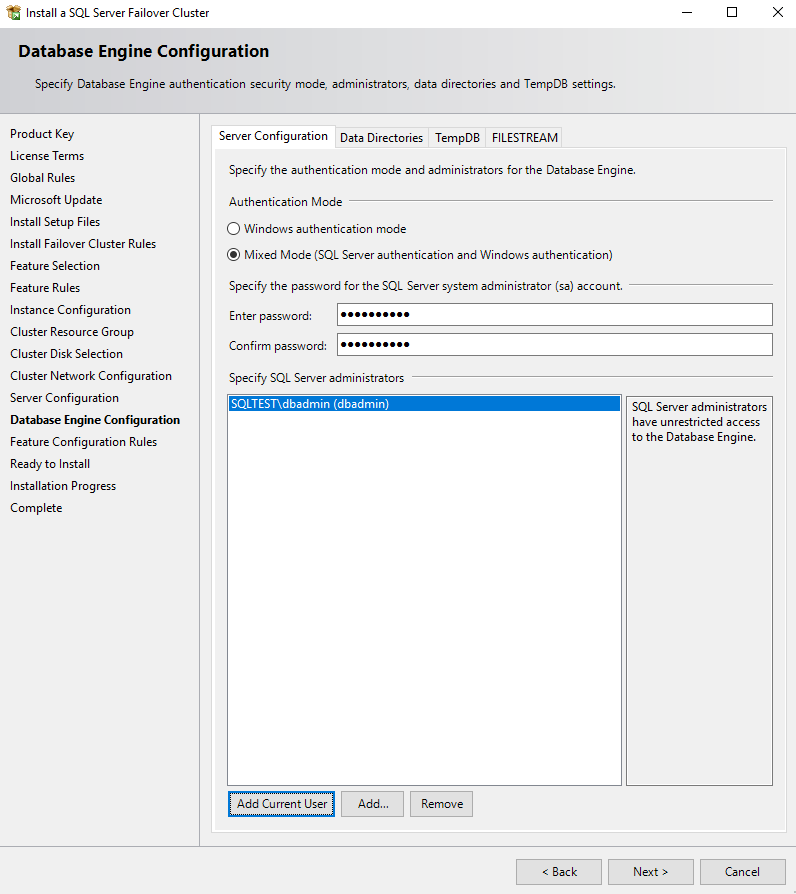 Install a SQL Server Failover Cluster
Database Engine Configuration
Specify Database Engine authentication security mode, administrators, data directories and TempDB settings.
Product Key
License Terms
Global Rules
Microsoft Update
Install Setup Files
Install Failover Cluster Rules
Feature Selection
Feature Rules
Instance Configuration
Cluster Resource Group
Cluster Disk Selection
Cluster Network Configuration
Server Configuration
Database Engine Configuration
Feature Configuration Rules
Ready to Install
Installation Progress
Complete
Server Configuration Data Directories TempDB FILESTREAM
Specify the authentication mode and administrators for the Database Engine.
Authentication Mode
Windows authentication mode
Mixed Mode (SQL Server authentication and Windows authentication)
Specify the password for the SQL Server system administrator (sa) account.
Enter password: ●●●●●●●●●●
Confirm password: ●●●●●●●●●●
Specify SQL Server administrators
SQLTEST\dbadmin (dbadmin)
SQL Server administrators
have unrestricted access
to the Database Engine.
Add Current User Add... Remove
< Back Next > Cancel